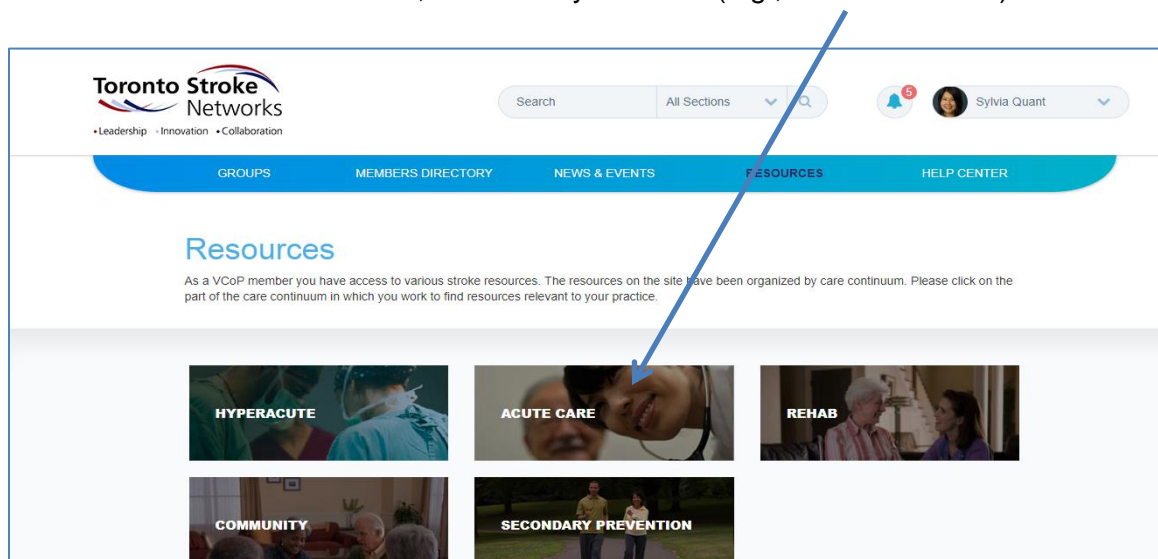 Toronto Stroke
Networks
•Leadership •Innovation •Collaboration
Search All Sections
5
Sylvia Quant
GROUPS MEMBERS DIRECTORY NEWS & EVENTS RESOURCES HELP CENTER
Resources
As a VCoP member you have access to various stroke resources. The resources on the site have been organized by care continuum. Please click on the
part of the care continuum in which you work to find resources relevant to your practice.
HYPERACUTE ACUTE CARE REHAB
COMMUNITY SECONDARY PREVENTION